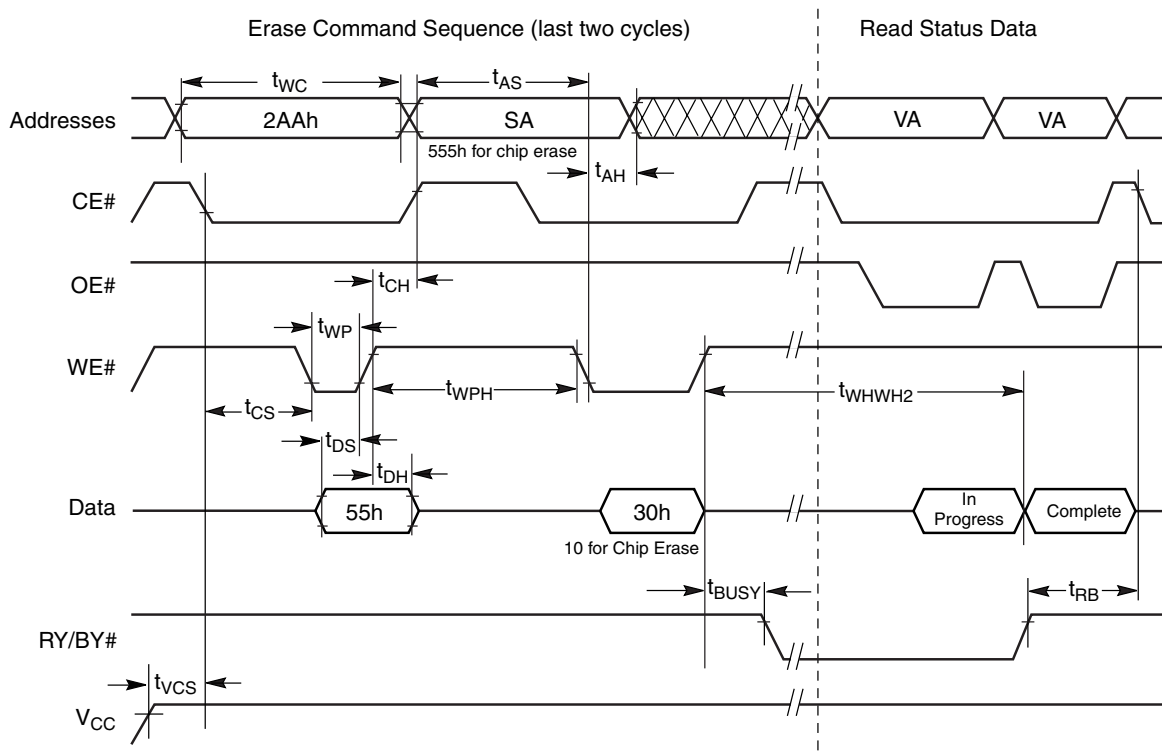 Erase Command Sequence (last two cycles)
Read Status Data
tWC
tAS
Addresses
2AAh
SA
VA
VA
555h for chip erase
tAH
CE#
OE#
tCH
tWP
WE#
tWPH
tWHWH2
tCS
tDS
tDH
Data
55h
30h
In
Progress
Complete
10 for Chip Erase
tBUSY
tRB
RY/BY#
tVCS
VCC